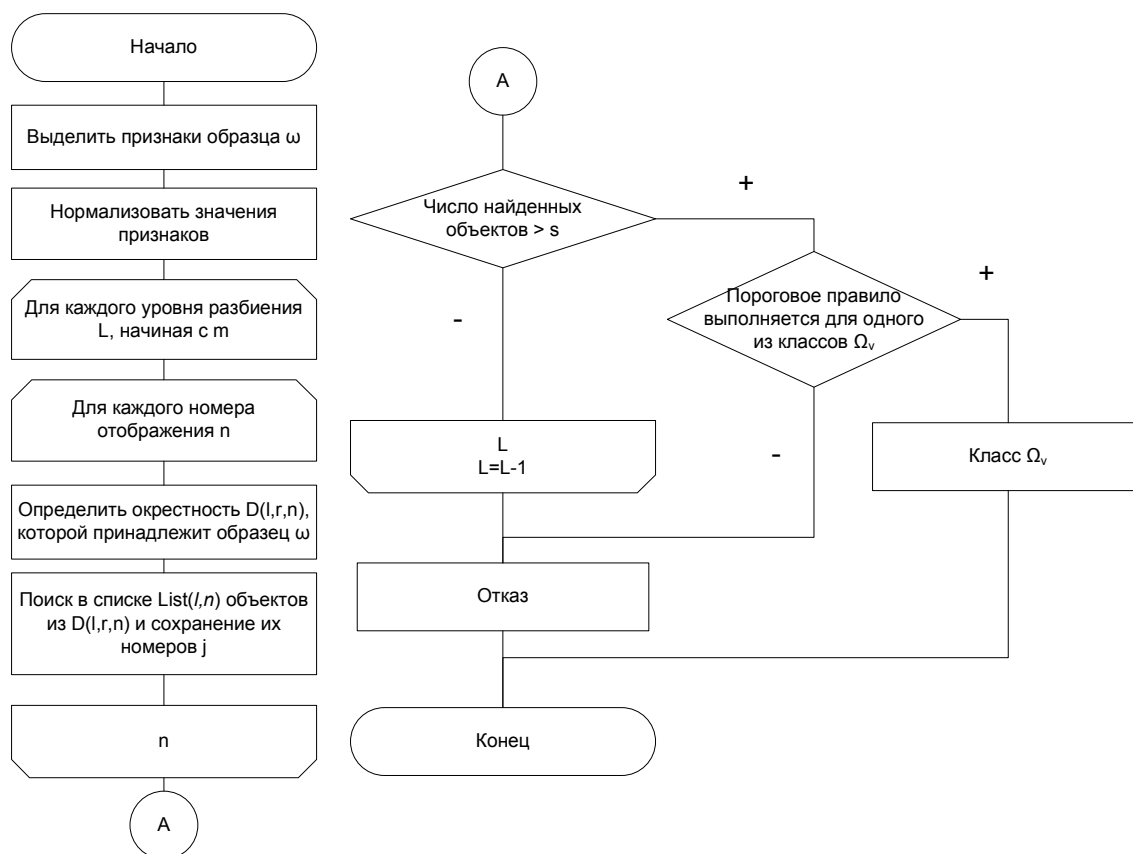 Начало
Выделить признаки образца ω
Нормализовать значения
признаков
Для каждого уровня разбиения
L, начиная с m
Для каждого номера
отображения n
Определить окрестность D(l,r,n),
которой принадлежит образец ω
Поиск в списке List(l,n) объектов
из D(l,r,n) и сохранение их
номеров j
n
A
A
Число найденных
объектов > s
+
-
Пороговое правило
выполняется для одного
из классов Ωv
+
-
L
L=L-1
Класс Ωv
Отказ
Конец